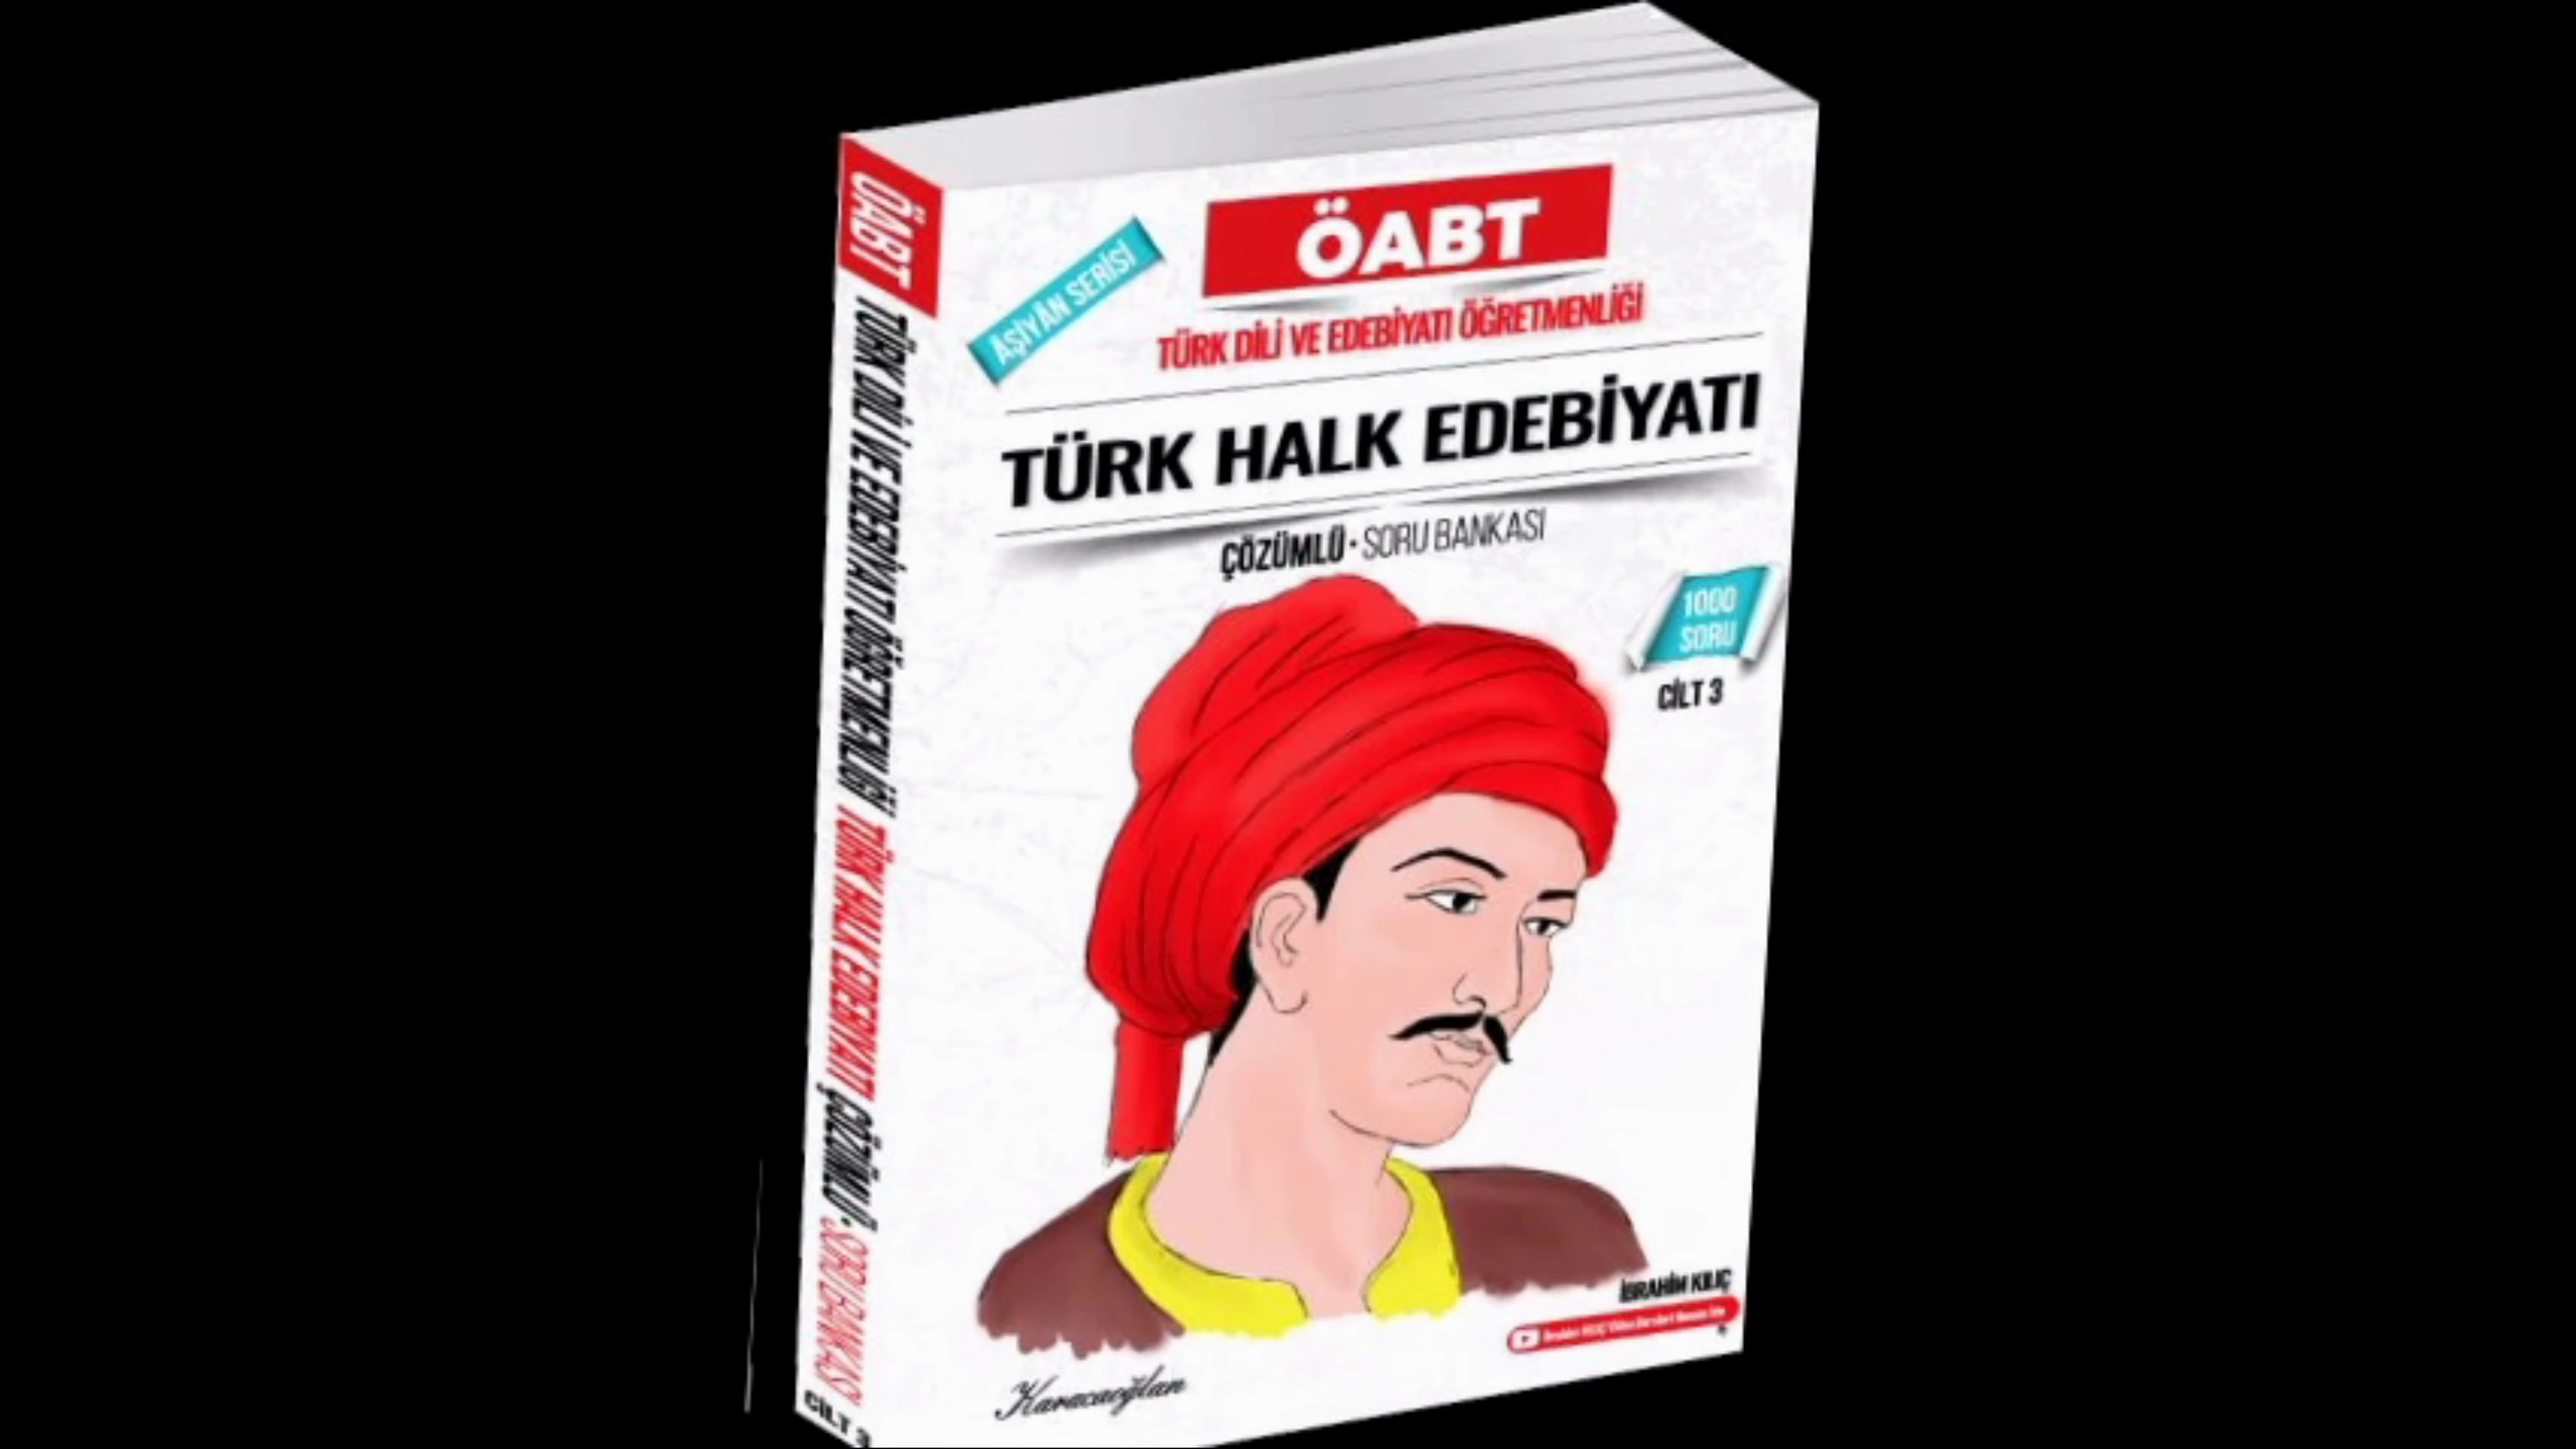 ÖABT
AŞİYÂN SERİSİ
TÜRK DİLİ VE EDEBİYATI ÖĞRETMENLİĞİ
TÜRK HALK EDEBİYATI
ÇÖZÜMLÜ • SORU BANKASI
1000
SORU
CİLT 3
İBRAHİM KILIÇ
Karacaoğlan
ÖABT
TÜRK DİLİ VE EDEBİYATI ÖĞRETMENLİĞİ TÜRK HALK EDEBİYATI ÇÖZÜMLÜ • SORU BANKASI
CİLT 3